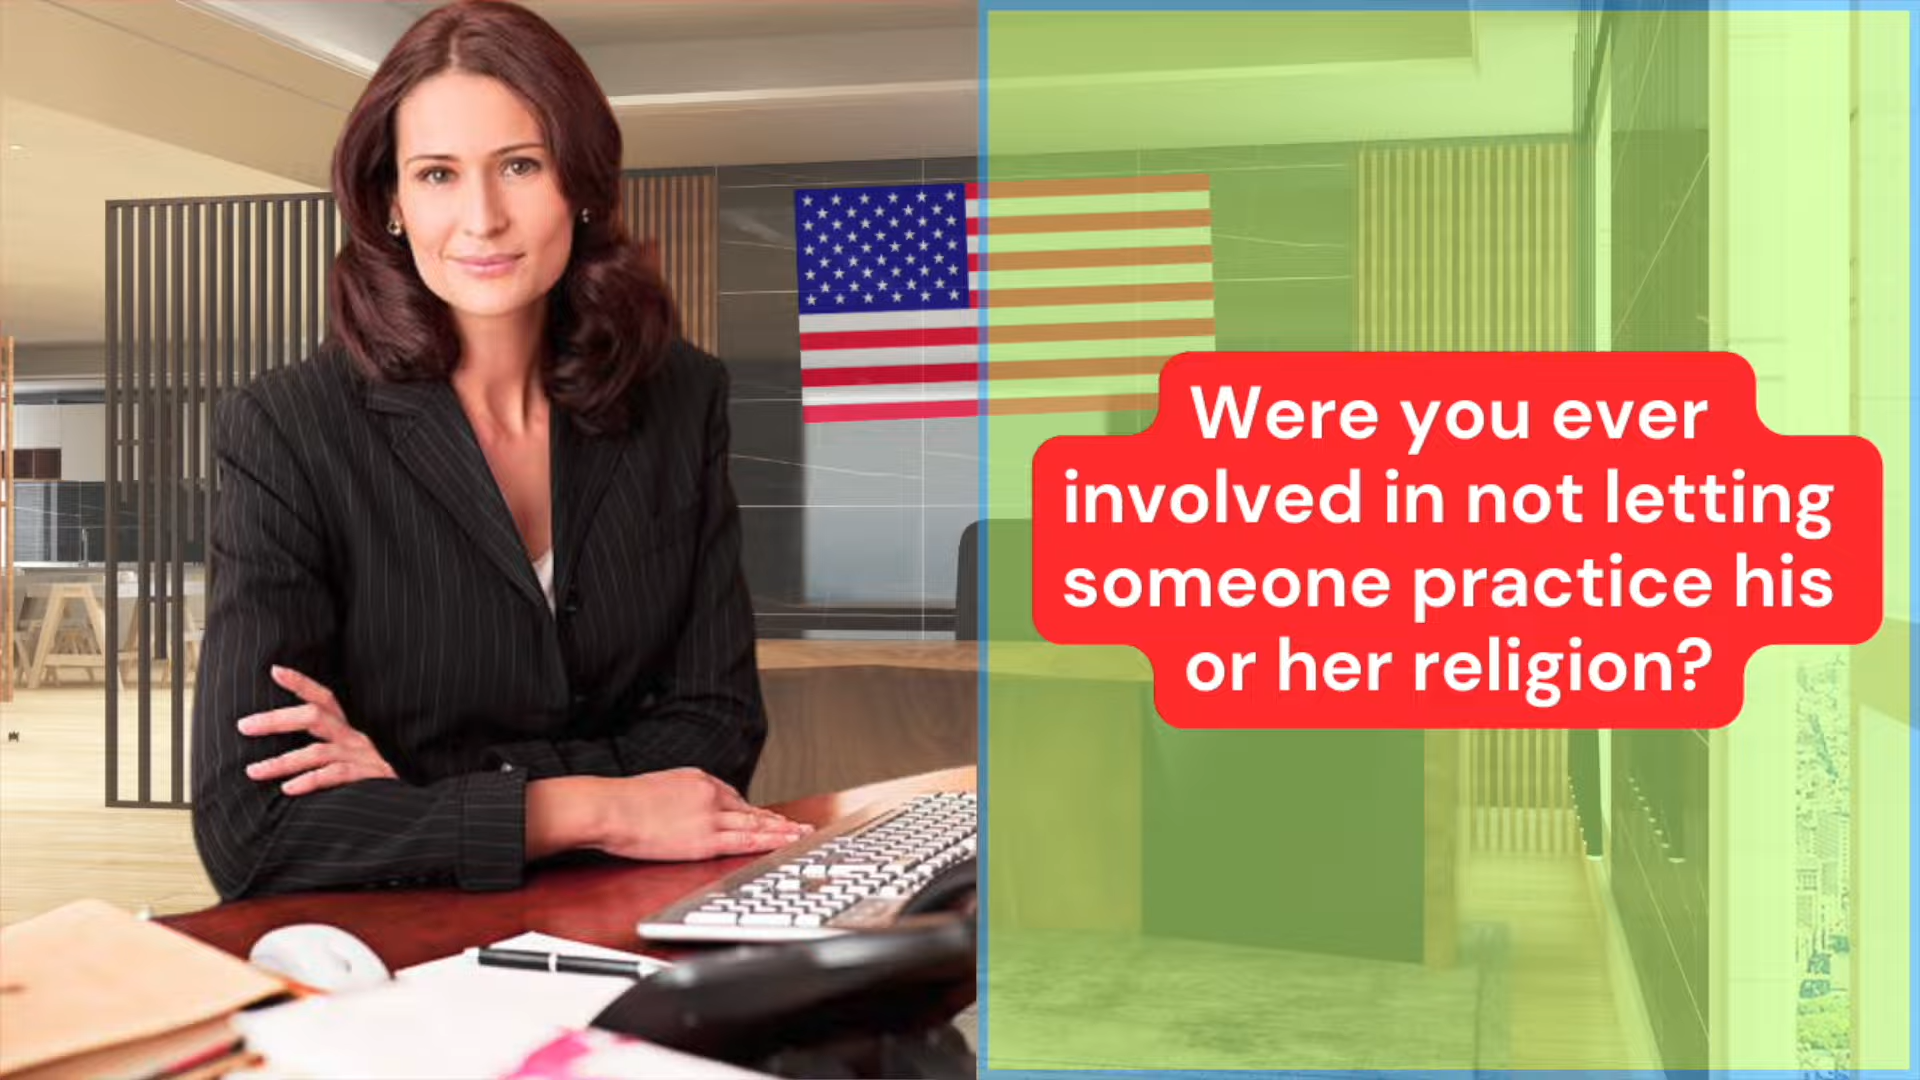 Were you ever
involved in not letting
someone practice his
or her religion?